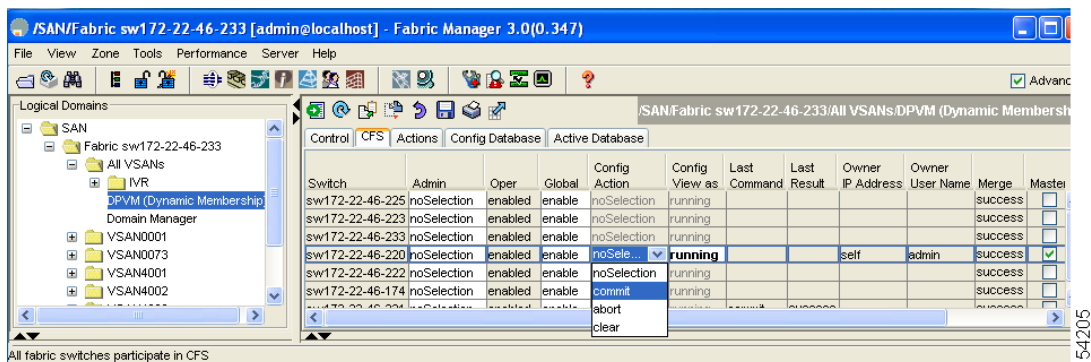 /SAN/Fabric sw172-22-46-233 [admin@localhost] - Fabric Manager 3.0(0.347)
File View Zone Tools Performance Server Help
Advanc
Logical Domains
SAN
Fabric sw172-22-46-233
All VSANs
IVR
DPVM (Dynamic Membership
Domain Manager
VSAN0001
VSAN0073
VSAN4001
VSAN4002
/SAN/Fabric sw172-22-46-233/All VSANs/DPVM (Dynamic Membersh
Control CFS Actions Config Database Active Database
Switch Admin Oper Global Config Action Config View as Last Command Last Result Owner IP Address Owner User Name Merge Master
sw172-22-46-225 noSelection enabled enable noSelection running success
sw172-22-46-223 noSelection enabled enable noSelection running success
sw172-22-46-233 noSelection enabled enable noSelection running success
sw172-22-46-220 noSelection enabled enable noSele... running self admin success
sw172-22-46-222 noSelection enabled enable noSelection running success
sw172-22-46-174 noSelection enabled enable commit running success
abort
clear
All fabric switches participate in CFS
54205